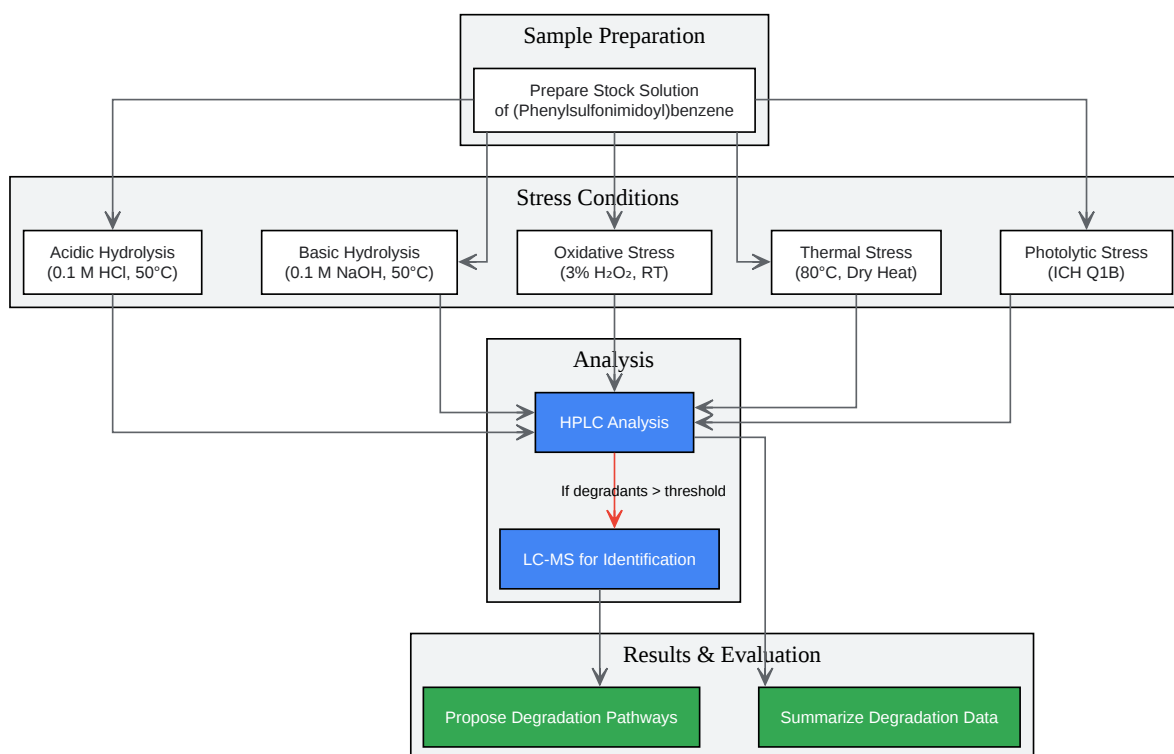 Sample Preparation
Prepare Stock Solution
of (Phenylsulfonimidoyl)benzene
Stress Conditions
Acidic Hydrolysis
(0.1 M HCl, 50°C)
Basic Hydrolysis
(0.1 M NaOH, 50°C)
Oxidative Stress
(3% H₂O₂, RT)
Thermal Stress
(80°C, Dry Heat)
Photolytic Stress
(ICH Q1B)
Analysis
HPLC Analysis
If degradants > threshold
LC-MS for Identification
Results & Evaluation
Propose Degradation Pathways
Summarize Degradation Data